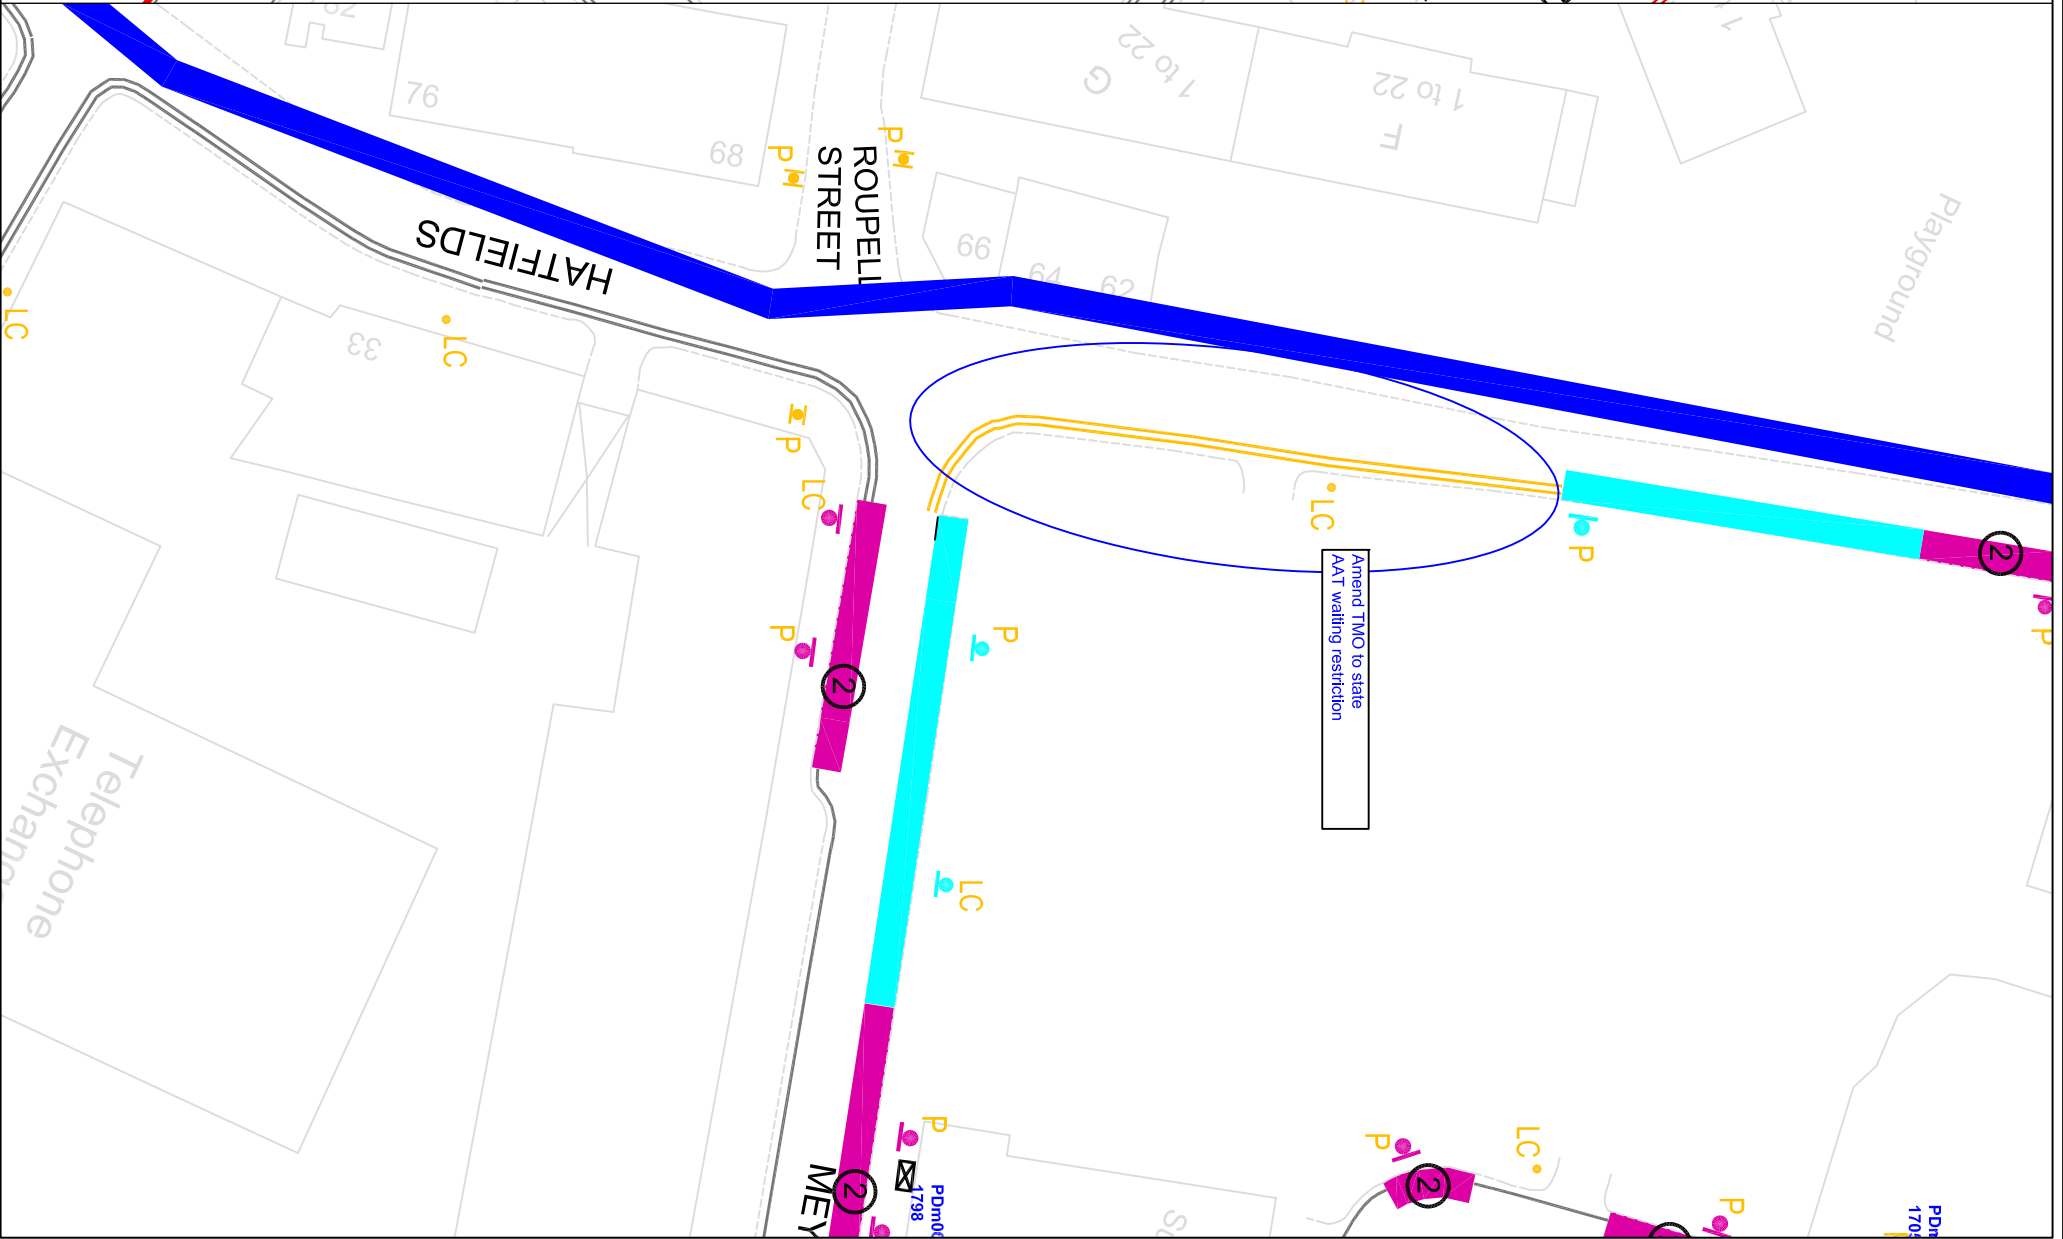 76
68
1 to 22
G
1 to 22
F
P
P
ROUPELL
STREET
HATFIELDS
66
64
62
Playground
LC
LC
33
P
LC
LC
P
2
P
Amend TMO to state
AAT waiting restriction
P
P
2
LC
Telephone
P
P
2
LC
2
P
MEY
2
1798
P